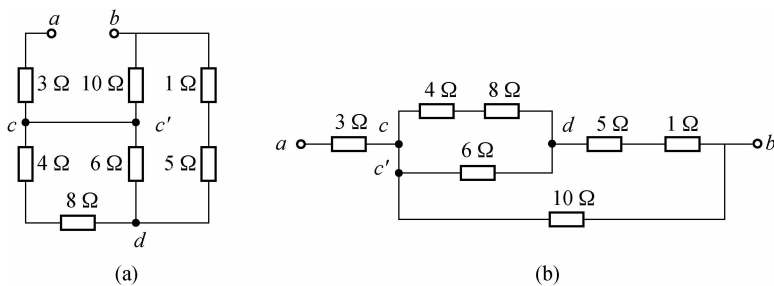 a b
3 Ω 10 Ω 1 Ω
c c′
4 Ω 6 Ω 5 Ω
8 Ω
d
(a)
4 Ω 8 Ω
3 Ω c d 5 Ω 1 Ω
a b
6 Ω
c′
10 Ω
(b)